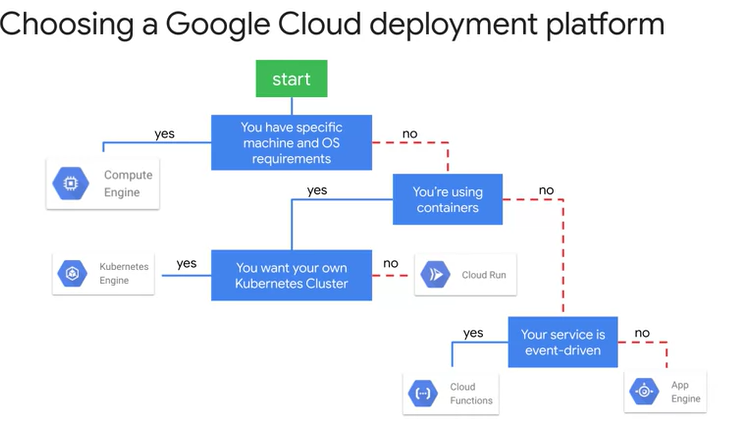 Choosing a Google Cloud deployment platform
start
yes
You have specific
machine and OS
requirements
no
Compute
Engine
yes
You're using
containers
no
Kubernetes
Engine
yes
You want your own
Kubernetes Cluster
no
Cloud Run
yes
Your service is
event-driven
no
Cloud
Functions
App
Engine